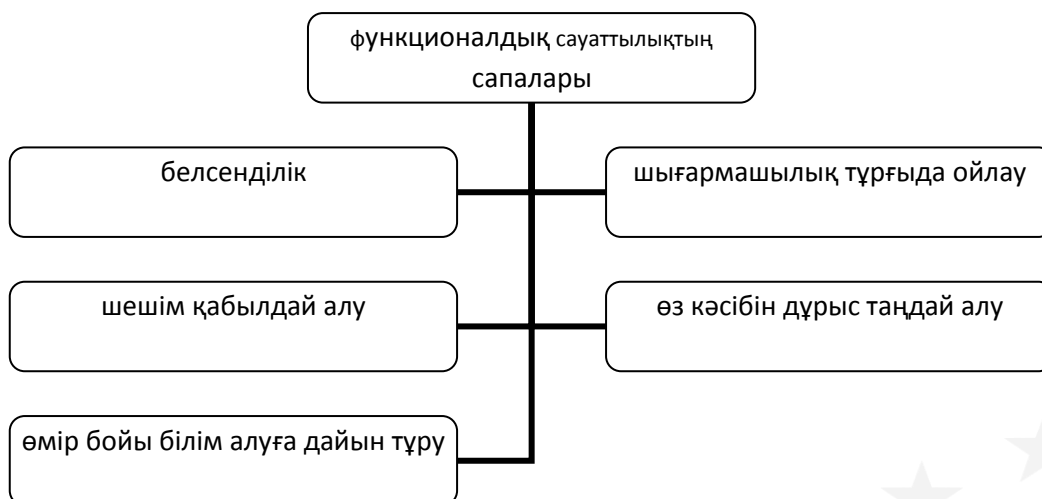 функционалдық сауаттылықтың
сапалары
белсенділік
шығармашылық тұрғыда ойлау
шешім қабылдай алу
өз кәсібін дұрыс таңдай алу
өмір бойы білім алуға дайын тұру